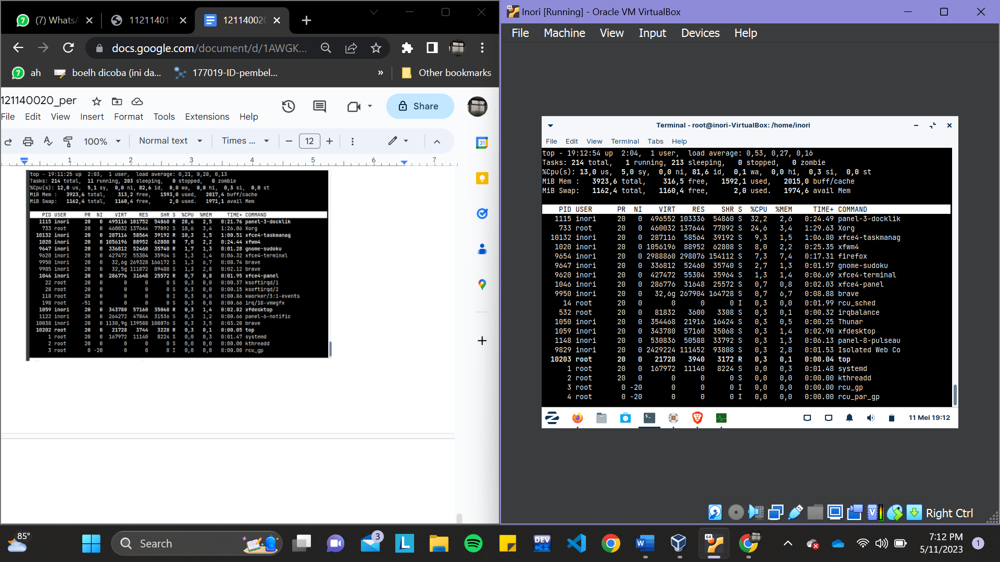 (7) WhatsA
112114011
121140020
docs.google.com/document/d/1AWGK...
7 ah
boelh dicoba (ini da...
177019-ID-pembel...
»
Other bookmarks
121140020_per
Share
File Edit View Insert Format Tools Extensions Help
100% Normal text Times ... − 12 +
31
1 2 3 4 5 6 7
top - 19:11:25 up  2:03,  1 user,  load average: 0,21, 0,20, 0,13
Tasks: 214 total,  11 running, 203 sleeping,   0 stopped,   0 zombie
%Cpu(s): 12,0 us,  5,1 sy,  0,0 ni, 82,6 id,  0,0 wa,  0,0 hi,  0,3 si,  0,0 st
MiB Mem :   3923,6 total,    313,2 free,   1593,0 used,   2017,4 buff/cache
MiB Swap:   1162,4 total,   1160,4 free,      2,0 used.   1971,1 avail Mem
PID USER PR NI VIRT RES SHR S %CPU %MEM TIME+ COMMAND
1115 inori 20 0 495116 101752 54860 R 28,6 2,5 0:21.76 panel-3-docklik
733 root 20 0 460032 137644 77892 S 18,6 3,4 1:26.06 Xorg
10132 inori 20 0 287116 58564 39192 R 10,3 1,5 1:00.51 xfce4-taskmanag
1020 inori 20 0 1056196 88952 62808 R 7,0 2,2 0:24.44 xfwm4
9647 inori 20 0 336812 52460 35740 R 1,7 1,3 0:01.28 gnome-sudoku
9620 inori 20 0 427472 55304 35964 S 1,3 1,4 0:06.32 xfce4-terminal
9950 inori 20 0 32,6g 269328 166172 S 1,3 6,7 0:08.74 brave
9985 inori 20 0 32,5g 111872 89488 S 1,3 2,8 0:02.12 brave
1046 inori 20 0 286776 31648 25572 R 0,7 0,8 0:01.95 xfce4-panel
22 root 20 0 0 0 0 S 0,3 0,0 0:00.37 ksoftirqd/1
28 root 20 0 0 0 0 S 0,3 0,0 0:00.15 ksoftirqd/2
118 root 20 0 0 0 0 I 0,3 0,0 0:00.86 kworker/3:1-events
198 root -51 0 0 0 0 S 0,3 0,0 0:00.66 irq/18-vmwgfx
1059 inori 20 0 343780 57160 35068 R 0,3 1,4 0:02.82 xfdesktop
1122 inori 20 0 264272 47844 31536 S 0,3 1,2 0:00.66 panel-6-notific
10038 inori 20 0 1130,9g 139588 108076 S 0,3 3,5 0:03.20 brave
10202 root 20 0 21728 3744 3228 R 0,3 0,1 0:00.05 top
1 root 20 0 167972 11140 8224 S 0,0 0,3 0:01.47 systemd
2 root 20 0 0 0 0 S 0,0 0,0 0:00.00 kthreadd
3 root 0 -20 0 0 0 I 0,0 0,0 0:00.00 rcu_gp
Inori [Running] - Oracle VM VirtualBox
File Machine View Input Devices Help
Terminal - root@inori-VirtualBox: /home/inori
File Edit View Terminal Tabs Help
top - 19:12:54 up  2:04,  1 user,  load average: 0,53, 0,27, 0,16
Tasks: 214 total,   1 running, 213 sleeping,   0 stopped,   0 zombie
%Cpu(s): 13,0 us,  5,0 sy,  0,0 ni, 81,6 id,  0,1 wa,  0,0 hi,  0,3 si,  0,0 st
MiB Mem :   3923,6 total,    316,5 free,   1592,1 used,   2015,0 buff/cache
MiB Swap:   1162,4 total,   1160,4 free,      2,0 used.   1974,6 avail Mem
PID USER PR NI VIRT RES SHR S %CPU %MEM TIME+ COMMAND
1115 inori 20 0 496552 103336 54860 S 32,2 2,6 0:24.49 panel-3-docklik
733 root 20 0 460032 137644 77892 S 24,6 3,4 1:29.63 Xorg
10132 inori 20 0 287116 58564 39192 S 9,3 1,5 1:06.80 xfce4-taskmanag
1020 inori 20 0 1056196 88952 62808 S 8,0 2,2 0:25.35 xfwm4
9654 inori 20 0 2988860 298076 154112 S 7,3 7,4 0:17.31 firefox
9647 inori 20 0 336812 52460 35740 S 2,7 1,3 0:01.57 gnome-sudoku
9620 inori 20 0 427472 55304 35964 S 1,3 1,4 0:06.69 xfce4-terminal
1046 inori 20 0 286776 31648 25572 S 0,7 0,8 0:02.03 xfce4-panel
9950 inori 20 0 32,6g 267904 164728 S 0,7 6,7 0:08.88 brave
14 root 20 0 0 0 0 I 0,3 0,0 0:01.99 rcu_sched
532 root 20 0 81832 3600 3308 S 0,3 0,1 0:00.32 irqbalance
1050 inori 20 0 354468 21916 16424 S 0,3 0,5 0:00.25 Thunar
1059 inori 20 0 343780 57160 35068 S 0,3 1,4 0:02.90 xfdesktop
1148 inori 20 0 530836 50588 33792 S 0,3 1,3 0:06.13 panel-8-pulseau
9829 inori 20 0 2429224 111452 93808 S 0,3 2,8 0:01.53 Isolated Web Co
10203 root 20 0 21728 3940 3172 R 0,3 0,1 0:00.04 top
1 root 20 0 167972 11140 8224 S 0,0 0,3 0:01.48 systemd
2 root 20 0 0 0 0 S 0,0 0,0 0:00.00 kthreadd
3 root 0 -20 0 0 0 I 0,0 0,0 0:00.00 rcu_gp
4 root 0 -20 0 0 0 I 0,0 0,0 0:00.00 rcu_par_gp
11 Mei 19:12
Right Ctrl
85°
Search
3
L
DEV C++
W
64
7:12 PM
5/11/2023
1